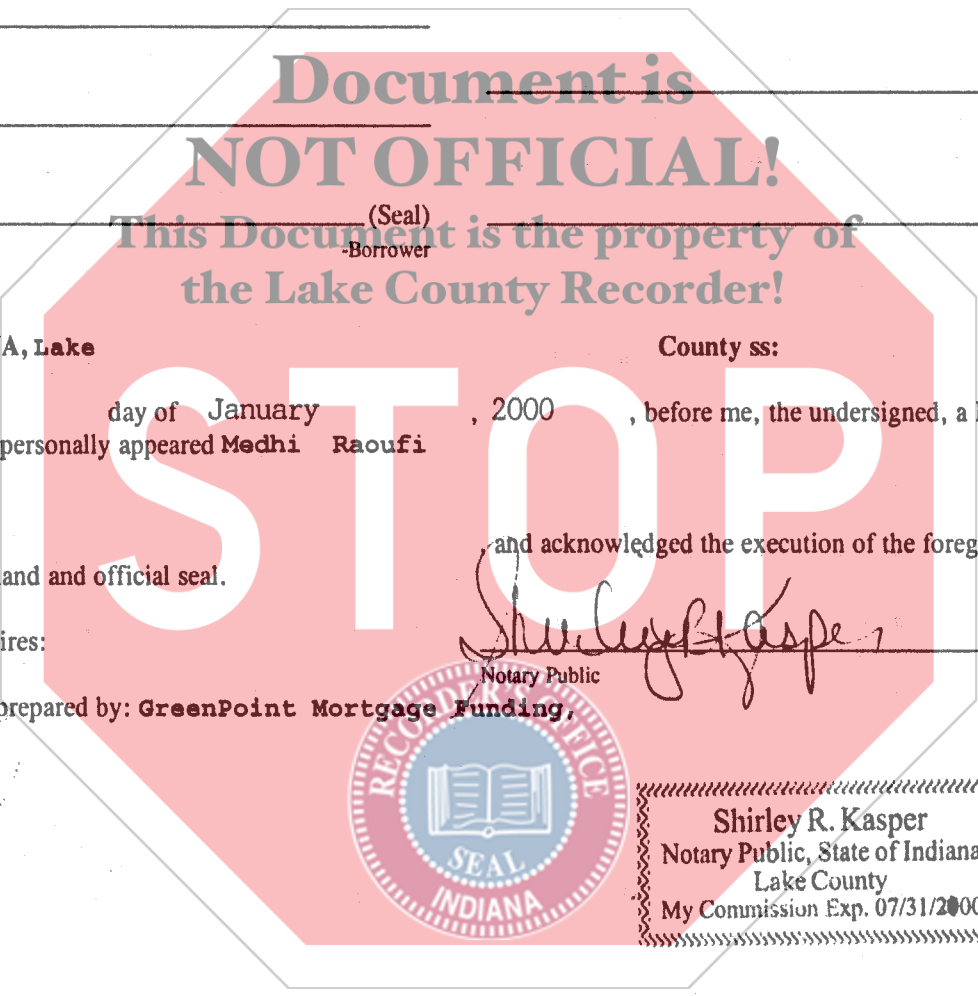 Document is
NOT OFFICIAL!
(Seal)
This Document is the property of
-Borrower
the Lake County Recorder!
A, Lake County ss:
day of January , 2000 , before me, the undersigned, a
personally appeared Medhi Raoufi
STOP
, and acknowledged the execution of the foreg
and and official seal.
Shirley R Kasper
ires:
Notary Public
prepared by: GreenPoint Mortgage Funding,
RECORDER'S OFFICE
SEAL
INDIANA
Shirley R. Kasper
Notary Public, State of Indiana
Lake County
My Commission Exp. 07/31/2000